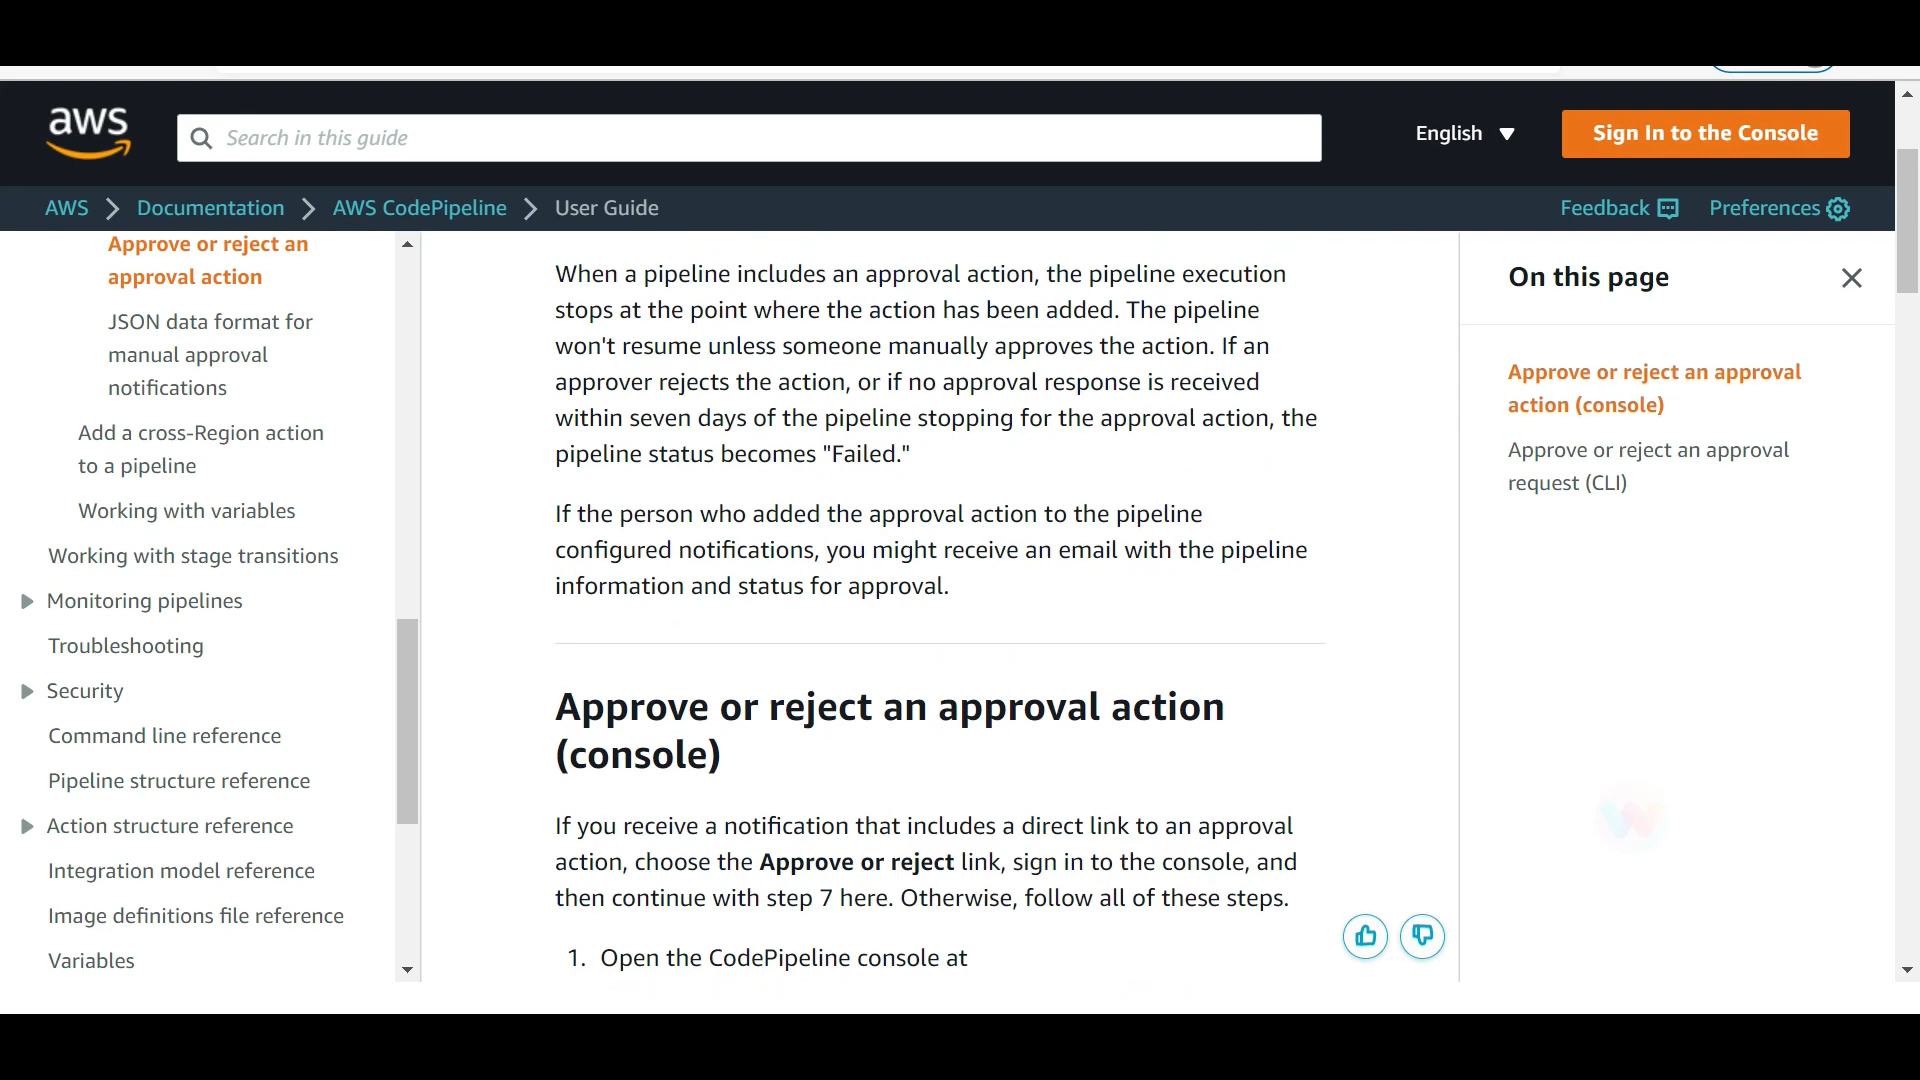 aws
Search in this guide
English
Sign In to the Console
AWS
Documentation
AWS CodePipeline
User Guide
Feedback
Preferences
Approve or reject an
approval action
JSON data format for
manual approval
notifications
Add a cross-Region action
to a pipeline
Working with variables
Working with stage transitions
Monitoring pipelines
Troubleshooting
Security
Command line reference
Pipeline structure reference
Action structure reference
Integration model reference
Image definitions file reference
Variables
When a pipeline includes an approval action, the pipeline execution
stops at the point where the action has been added. The pipeline
won't resume unless someone manually approves the action. If an
approver rejects the action, or if no approval response is received
within seven days of the pipeline stopping for the approval action, the
pipeline status becomes "Failed."
If the person who added the approval action to the pipeline
configured notifications, you might receive an email with the pipeline
information and status for approval.
Approve or reject an approval action
(console)
If you receive a notification that includes a direct link to an approval
action, choose the Approve or reject link, sign in to the console, and
then continue with step 7 here. Otherwise, follow all of these steps.
1. Open the CodePipeline console at
On this page
Approve or reject an approval
action (console)
Approve or reject an approval
request (CLI)